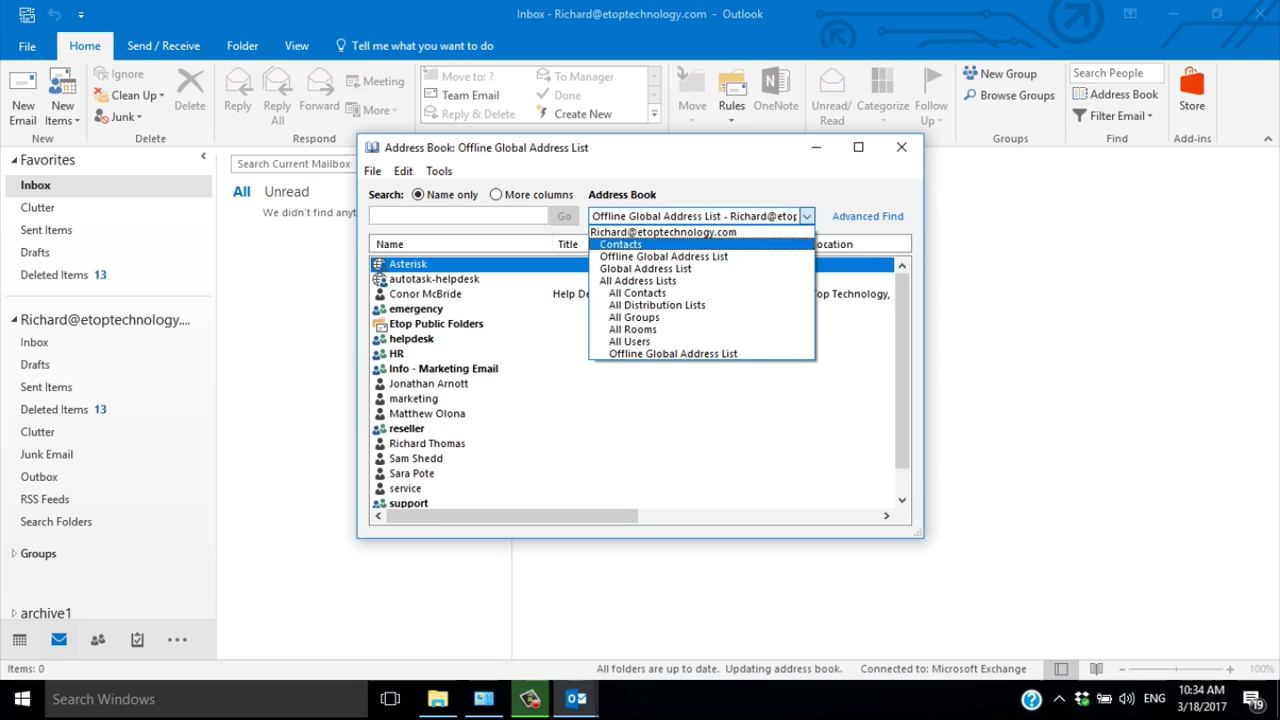 Inbox - Richard@etoptechnology.com - Outlook
File
Home
Send / Receive
Folder
View
Tell me what you want to do
New Email
New Items
New
Ignore
Clean Up
Junk
Delete
Delete
Reply
Reply All
Forward
Meeting
More
Respond
Move to: ?
Team Email
Reply & Delete
To Manager
Done
Create New
Move
Rules
OneNote
Unread/ Read
Categorize
Follow Up
New Group
Browse Groups
Groups
Search People
Address Book
Filter Email
Find
Store
Add-ins
Favorites
Inbox
Clutter
Sent Items
Drafts
Deleted Items 13
Richard@etoptechnology....
Inbox
Drafts
Sent Items
Deleted Items 13
Clutter
Junk Email
Outbox
RSS Feeds
Search Folders
Groups
archive1
Search Current Mailbox
All Unread
We didn't find anyt
Address Book: Offline Global Address List
File Edit Tools
Search: Name only More columns
Address Book
Go
Offline Global Address List - Richard@etop
Advanced Find
Richard@etoptechnology.com
Contacts
Offline Global Address List
Global Address List
All Address Lists
All Contacts
All Distribution Lists
All Groups
All Rooms
All Users
Offline Global Address List
Name Title ocation
Asterisk
autotask-helpdesk
Conor McBride Help De top Technology,
emergency
Etop Public Folders
helpdesk
HR
Info - Marketing Email
Jonathan Arnott
marketing
Matthew Olona
reseller
Richard Thomas
Sam Shedd
Sara Pote
service
support
Items: 0
All folders are up to date. Updating address book. Connected to: Microsoft Exchange
100%
Search Windows
ENG
10:34 AM
3/18/2017
19